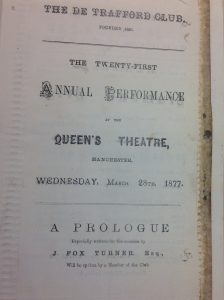 THE DE TRAFFORD CLUB,
THE TWENTY-FIRST
ANNUAL PERFORMANCE
AT THE
QUEEN'S THEATRE,
MANCHESTER,
WEDNESDAY, MARCH 28TH, 1877.
A PROLOGUE
Especially written for the occasion by
J. FOX TURNER, Esq.,
Will be spoken by a Member of the Club